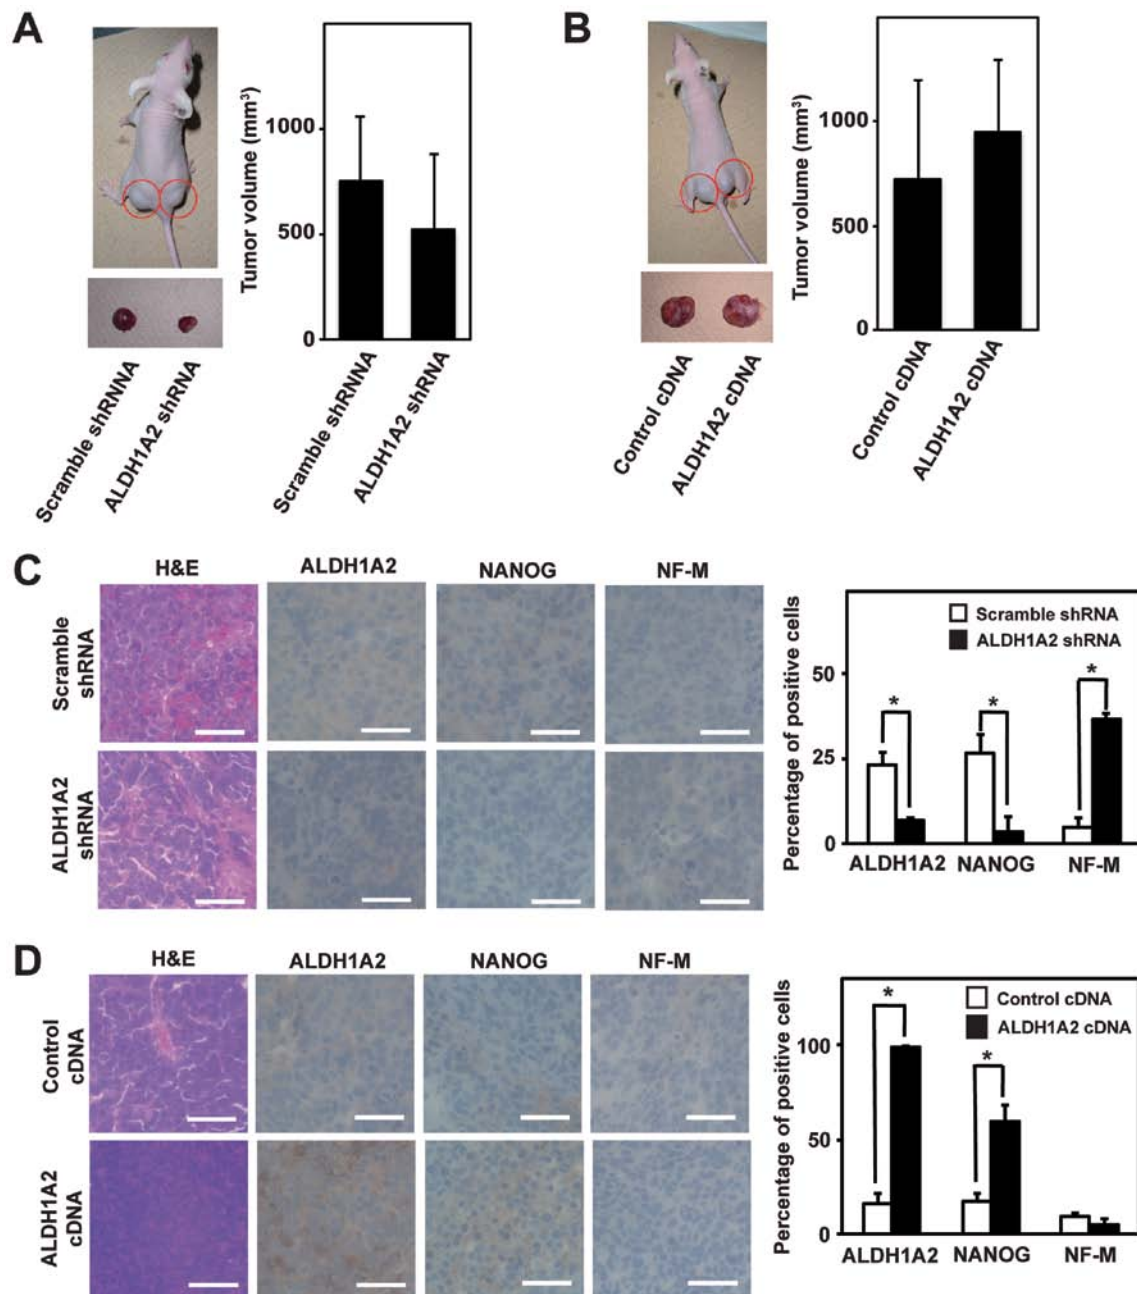 A
B
Tumor volume (mm³)
1000
500
0
Scramble shRNNA
ALDH1A2 shRNA
Scramble shRNNA
ALDH1A2 shRNA
Tumor volume (mm³)
1000
500
0
Control cDNA
ALDH1A2 cDNA
Control cDNA
ALDH1A2 cDNA
C
H&E
ALDH1A2
NANOG
NF-M
Scramble
shRNA
ALDH1A2
shRNA
Percentage of positive cells
50
25
0
Scramble shRNA
ALDH1A2 shRNA
*
*
*
ALDH1A2
NANOG
NF-M
D
H&E
ALDH1A2
NANOG
NF-M
Control
cDNA
ALDH1A2
cDNA
Percentage of positive cells
100
50
0
Control cDNA
ALDH1A2 cDNA
*
*
ALDH1A2
NANOG
NF-M